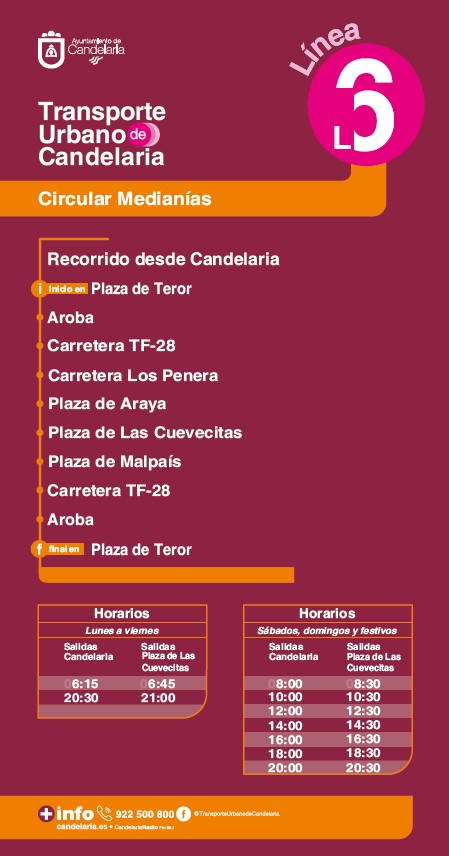 Ayuntamiento de
Candelaria
Línea
L6
Transporte
Urbano de
Candelaria
Circular Medianías
Recorrido desde Candelaria
i inicio en Plaza de Teror
Aroba
Carretera TF-28
Carretera Los Penera
Plaza de Araya
Plaza de Las Cuevecitas
Plaza de Malpaís
Carretera TF-28
Aroba
f final en Plaza de Teror
Horarios
Lunes a viernes
Salidas Candelaria Salidas Plaza de Las Cuevecitas
06:15 06:45
20:30 21:00
Horarios
Sábados, domingos y festivos
Salidas Candelaria Salidas Plaza de Las Cuevecitas
08:00 08:30
10:00 10:30
12:00 12:30
14:00 14:30
16:00 16:30
18:00 18:30
20:00 20:30
+info 922 500 800 f @TransporteUrbanodeCandelaria
candelaria.es • CandelariaRadio